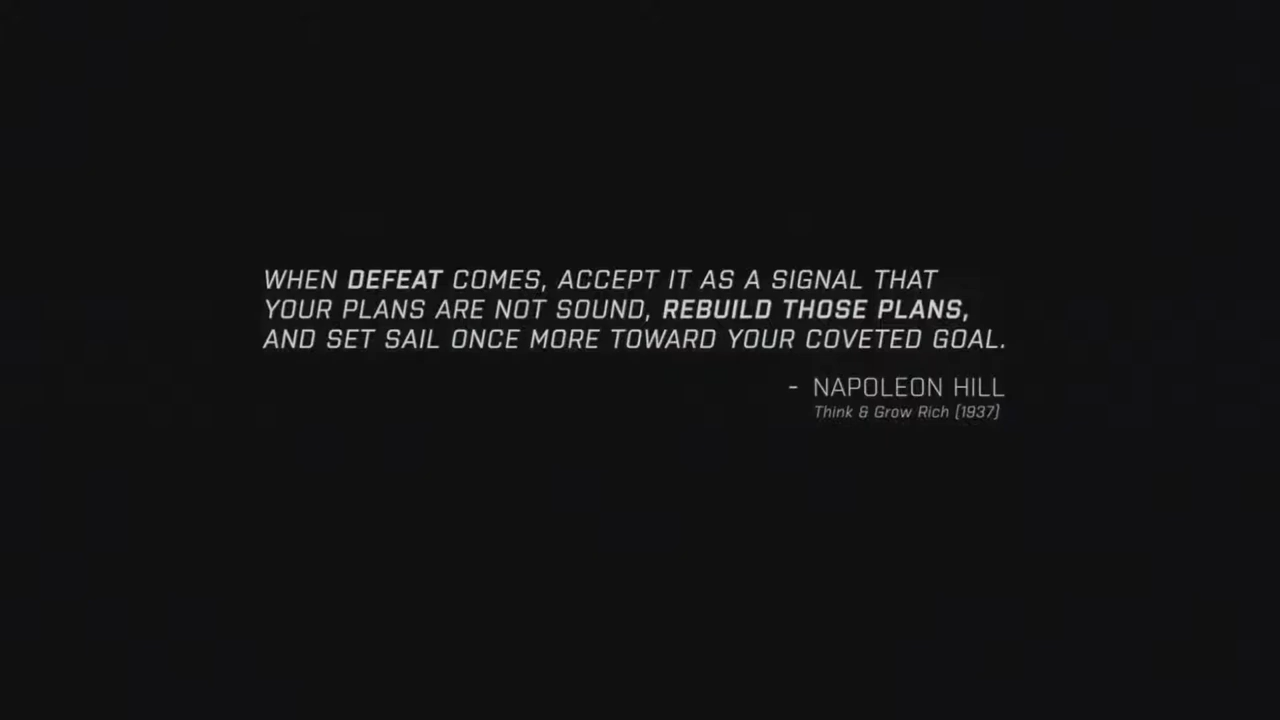 WHEN DEFEAT COMES, ACCEPT IT AS A SIGNAL THAT
YOUR PLANS ARE NOT SOUND, REBUILD THOSE PLANS,
AND SET SAIL ONCE MORE TOWARD YOUR COVETED GOAL.
- NAPOLEON HILL
Think & Grow Rich (1937)